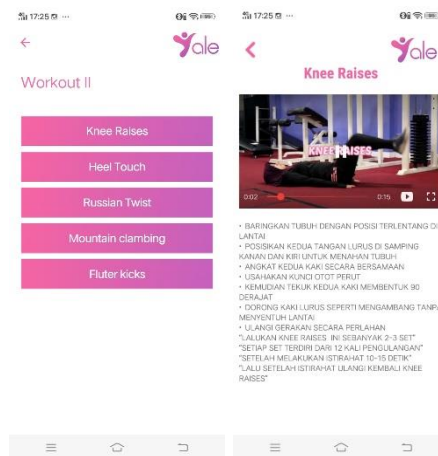 17:25
Yale
Workout II
Knee Raises
Heel Touch
Russian Twist
Mountain clambing
Fluter kicks
17:25
Yale
Knee Raises
KNEE RAISES
0:02
0:15
• BARINGKAN TUBUH DENGAN POSISI TERLENTANG DI
LANTAI
• POSISIKAN KEDUA TANGAN LURUS DI SAMPING
KANAN DAN KIRI UNTUK MENAHAN TUBUH
• ANGKAT KEDUA KAKI SECARA BERSAMAAN
• USAHAKAN KUNCI OTOT PERUT
• KEMUDIAN TEKUK KEDUA KAKI MEMBENTUK 90
DERAJAT
• DORONG KAKI LURUS SEPERTI MENGAMBANG TANPA
MENYENTUH LANTAI
• ULANGI GERAKAN SECARA PERLAHAN
"LALUKAN KNEE RAISES INI SEBANYAK 2-3 SET"
"SETIAP SET TERDIRI DARI 12 KALI PENGULANGAN"
"SETELAH MELAKUKAN ISTIRAHAT 10-15 DETIK"
"LALU SETELAH ISTIRAHAT ULANGI KEMBALI KNEE
RAISES"